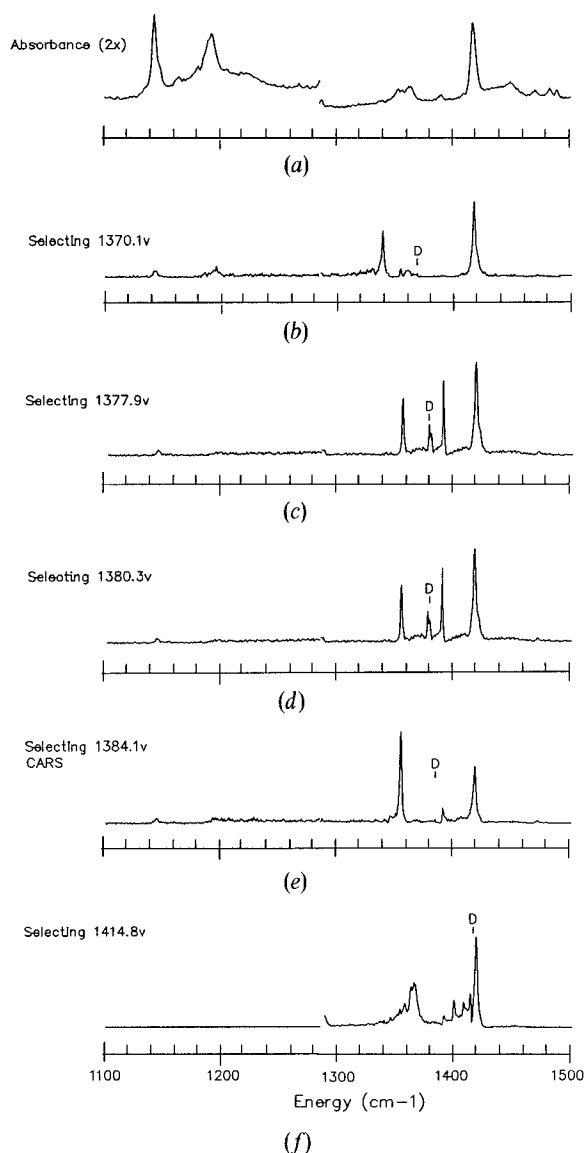 Absorbance (2x)
(a)
Selecting 1370.1v
D
(b)
Selecting 1377.9v
D
(c)
Selecting 1380.3v
D
(d)
Selecting 1384.1v
CARS
D
(e)
Selecting 1414.8v
D
1100 1200 1300 1400 1500
Energy (cm-1)
(f)